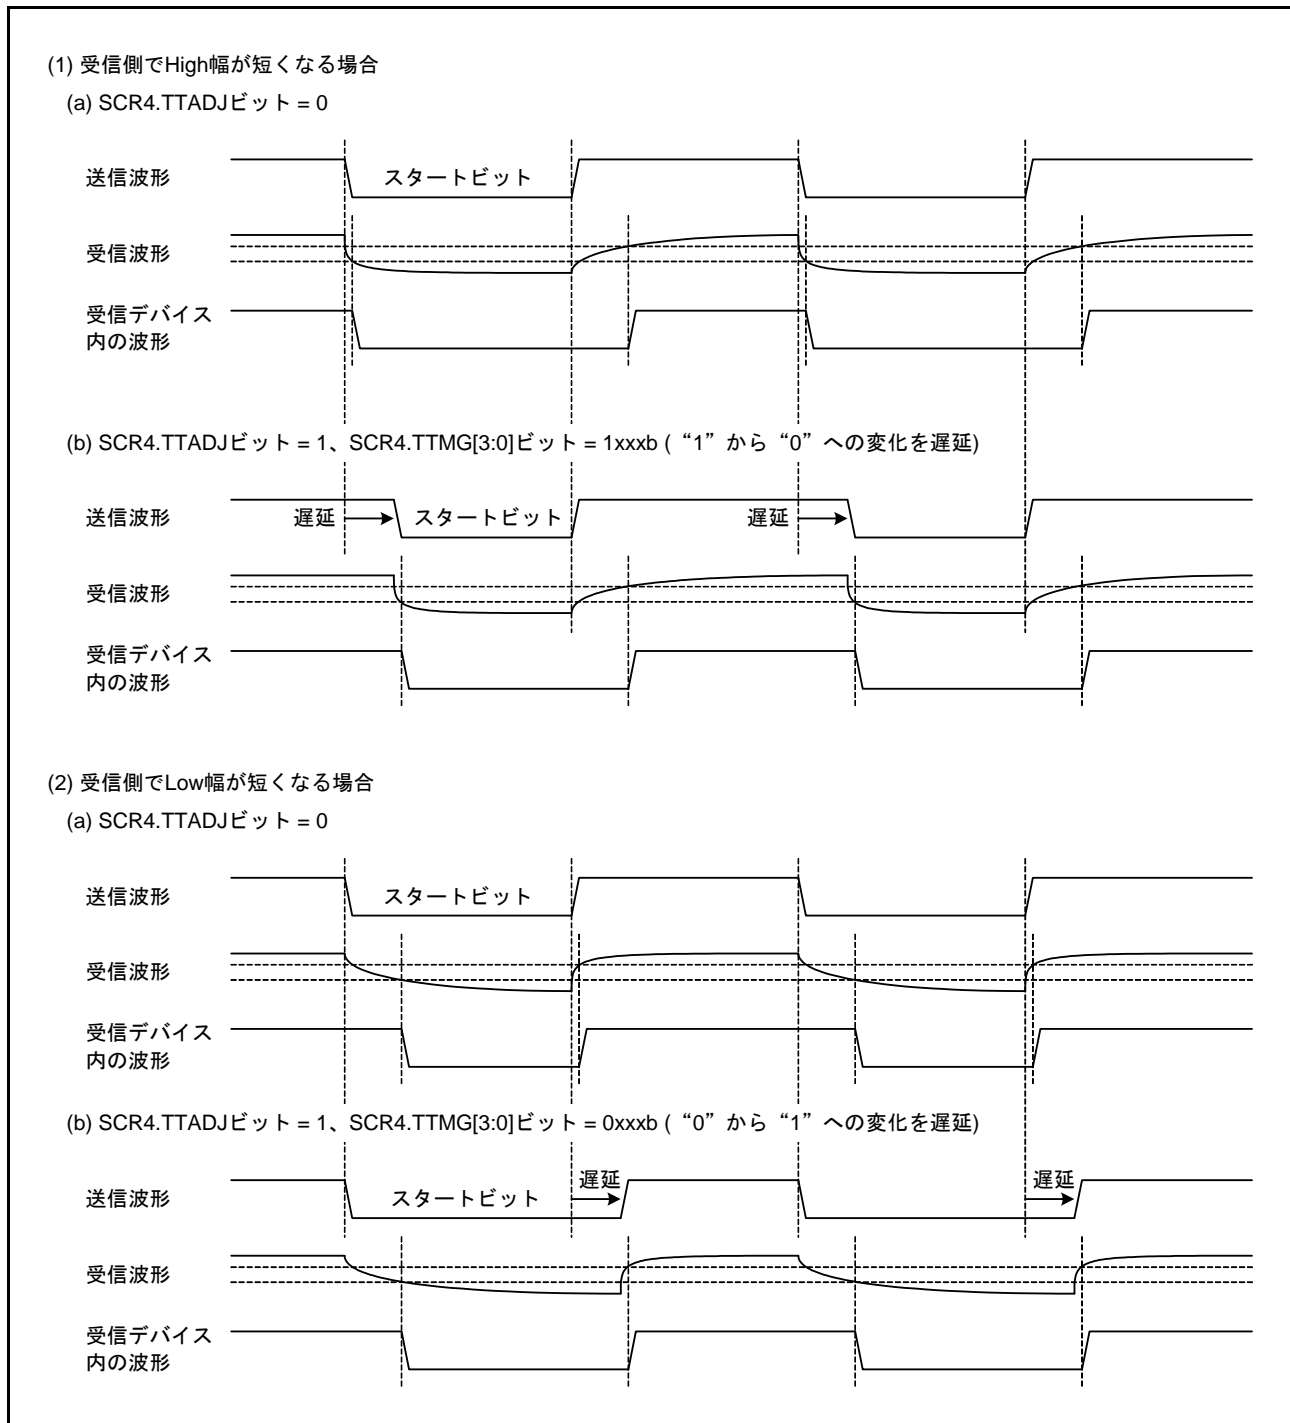 (1) 受信側でHigh幅が短くなる場合
(a) SCR4.TTADJビット = 0
送信波形
スタートビット
受信波形
受信デバイス
内の波形
(b) SCR4.TTADJビット = 1、SCR4.TTMG[3:0]ビット = 1xxxb (“1”から“0”への変化を遅延)
送信波形
遅延
スタートビット
遅延
受信波形
受信デバイス
内の波形
(2) 受信側でLow幅が短くなる場合
(a) SCR4.TTADJビット = 0
送信波形
スタートビット
受信波形
受信デバイス
内の波形
(b) SCR4.TTADJビット = 1、SCR4.TTMG[3:0]ビット = 0xxxb (“0”から“1”への変化を遅延)
送信波形
スタートビット
遅延
遅延
受信波形
受信デバイス
内の波形